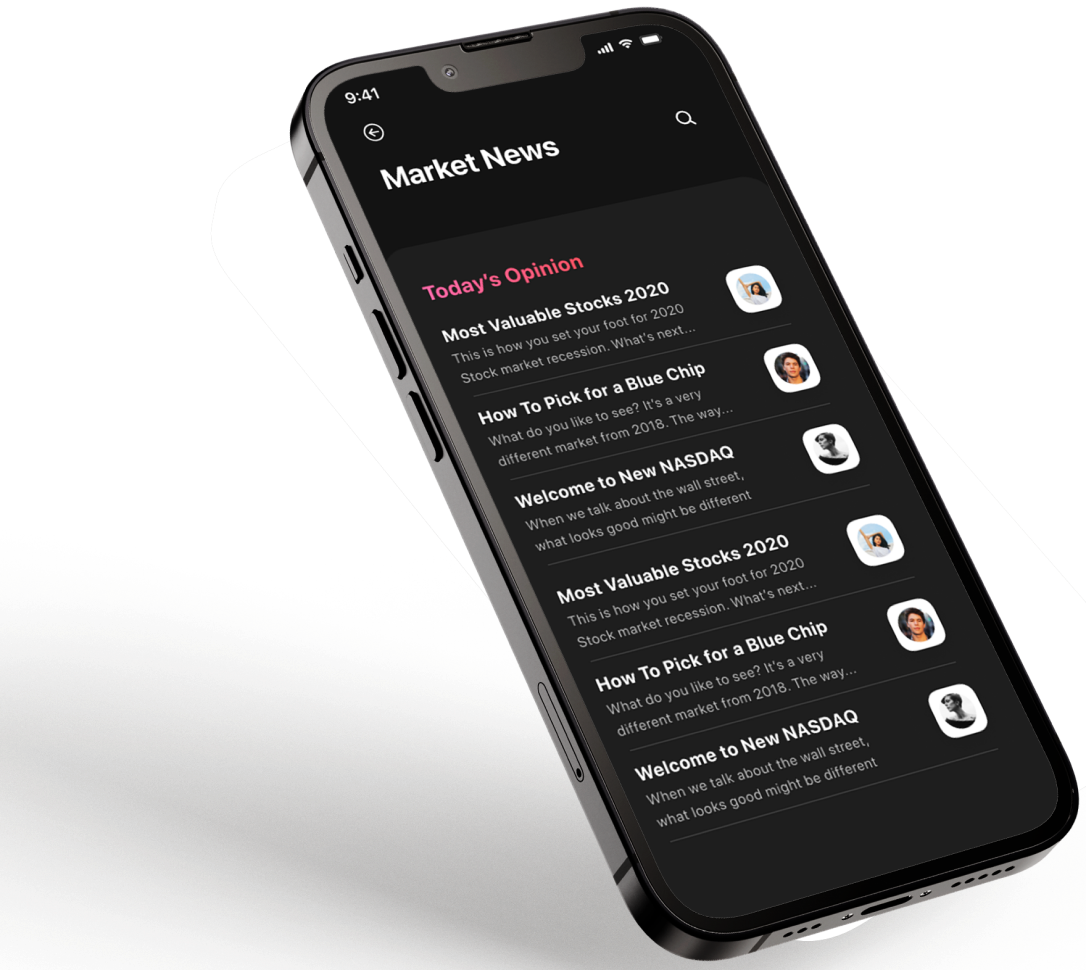 9:41
Market News
Today's Opinion
Most Valuable Stocks 2020
This is how you set your foot for 2020
Stock market recession. What's next...
How To Pick for a Blue Chip
What do you like to see? It's a very
different market from 2018. The way...
Welcome to New NASDAQ
When we talk about the wall street,
what looks good might be different
Most Valuable Stocks 2020
This is how you set your foot for 2020
Stock market recession. What's next...
How To Pick for a Blue Chip
What do you like to see? It's a very
different market from 2018. The way...
Welcome to New NASDAQ
When we talk about the wall street,
what looks good might be different